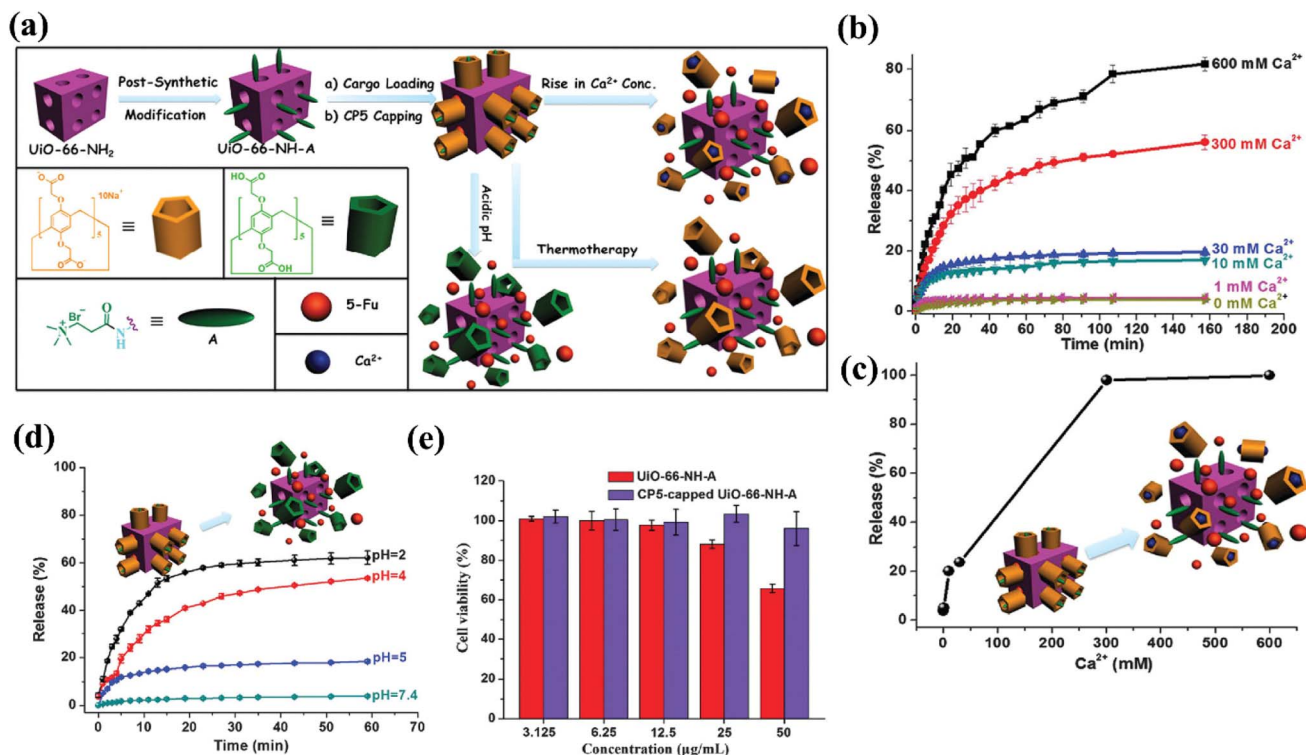 (a)
Post-Synthetic
Modification
a) Cargo Loading
b) CP5 Capping
Rise in Ca²⁺ Conc.
UiO-66-NH₂
UiO-66-NH-A
Acidic pH
Thermotherapy
O⁻
O
O
10Na⁺
5
O
O
O⁻
≡
HO
O
O
5
O
O
OH
≡
Br⁻
N⁺
O
N
H
≡
A
5-Fu
Ca²⁺
(b)
Release (%)
80
60
40
20
0
600 mM Ca²⁺
300 mM Ca²⁺
30 mM Ca²⁺
10 mM Ca²⁺
1 mM Ca²⁺
0 mM Ca²⁺
0 20 40 60 80 100 120 140 160 180 200
Time (min)
(c)
Release (%)
100
80
60
40
20
0
0 100 200 300 400 500 600
Ca²⁺ (mM)
(d)
Release (%)
100
80
60
40
20
0
pH=2
pH=4
pH=5
pH=7.4
0 10 20 30 40 50 60 70
Time (min)
(e)
UiO-66-NH-A
CP5-capped UiO-66-NH-A
Cell viability (%)
120
100
80
60
40
20
0
3.125 6.25 12.5 25 50
Concentration (μg/mL)